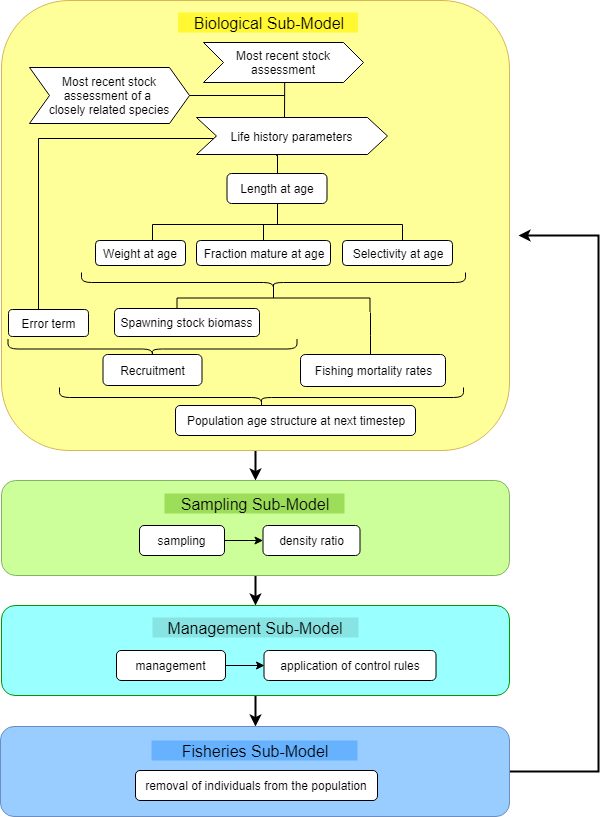 Biological Sub-Model
Most recent stock
assessment
Most recent stock
assessment of a
closely related species
Life history parameters
Length at age
Weight at age
Fraction mature at age
Selectivity at age
Error term
Spawning stock biomass
Recruitment
Fishing mortality rates
Population age structure at next timestep
Sampling Sub-Model
sampling
density ratio
Management Sub-Model
management
application of control rules
Fisheries Sub-Model
removal of individuals from the population